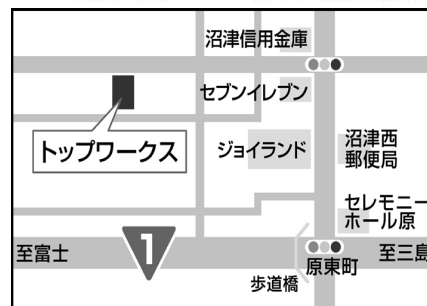 沼津信用金庫
セブンイレブン
トップワークス
ジョイランド
沼津西
郵便局
セレモニー
ホール原
至富士
1
原東町
至三島
歩道橋